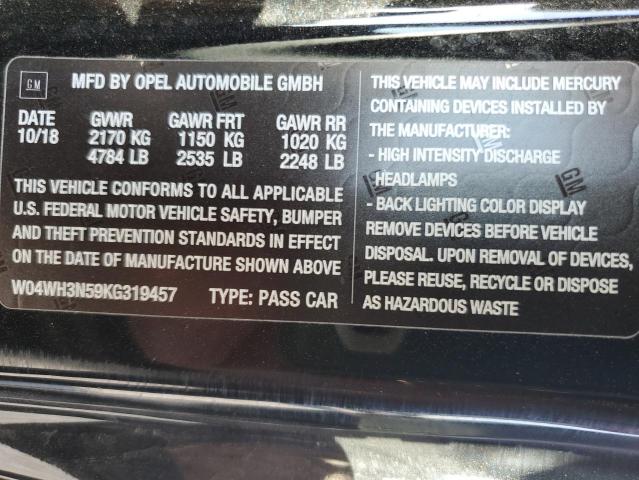 GM
MFD BY OPEL AUTOMOBILE GMBH
DATE GVWR GAWR FRT GAWR RR
10/18 2170 KG 1150 KG 1020 KG
4784 LB 2535 LB 2248 LB
THIS VEHICLE CONFORMS TO ALL APPLICABLE
U.S. FEDERAL MOTOR VEHICLE SAFETY, BUMPER
AND THEFT PREVENTION STANDARDS IN EFFECT
ON THE DATE OF MANUFACTURE SHOWN ABOVE
W04WH3N59KG319457 TYPE: PASS CAR
THIS VEHICLE MAY INCLUDE MERCURY
CONTAINING DEVICES INSTALLED BY
THE MANUFACTURER:
- HIGH INTENSITY DISCHARGE
- HEADLAMPS
- BACK LIGHTING COLOR DISPLAY
REMOVE DEVICES BEFORE VEHICLE
DISPOSAL. UPON REMOVAL OF DEVICES,
PLEASE REUSE, RECYCLE OR DISPOSE
AS HAZARDOUS WASTE